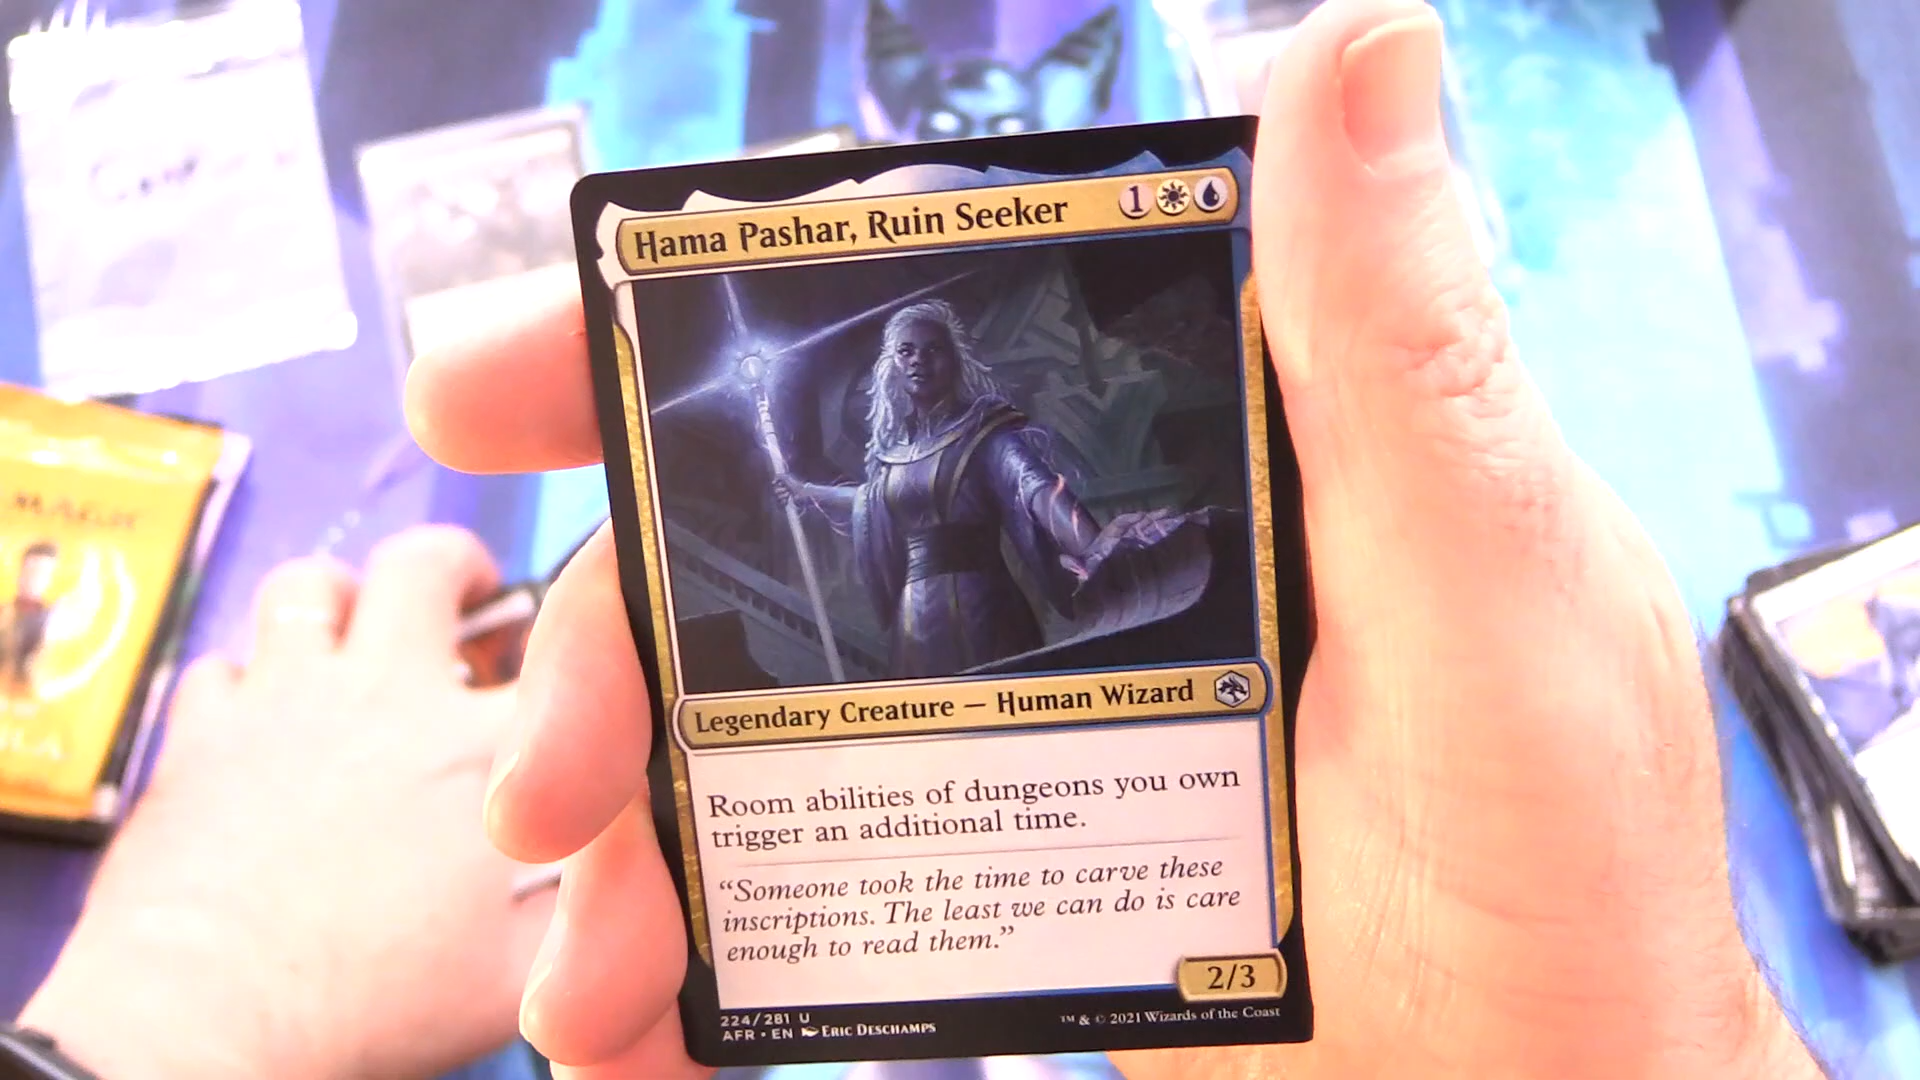 Hama Pashar, Ruin Seeker 1
Legendary Creature — Human Wizard
Room abilities of dungeons you own
trigger an additional time.
“Someone took the time to carve these
inscriptions. The least we can do is care
enough to read them.”
2/3
224/281 U
AFR • EN Eric Deschamps
™ & © 2021 Wizards of the Coast
MAGIC